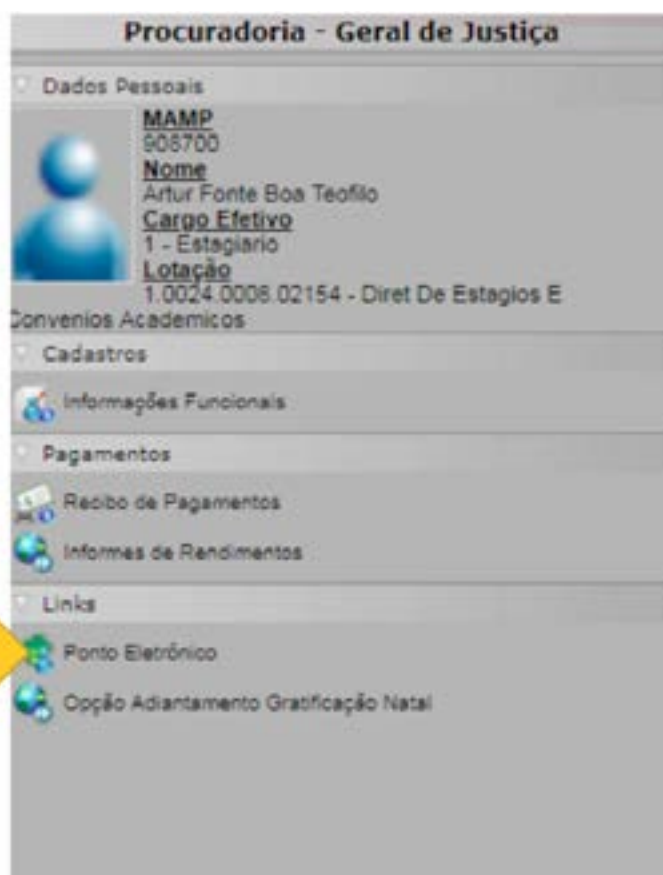 Procuradoria - Geral de Justiça
Dados Pessoais
MAMP
908700
Nome
Artur Fonte Boa Teofilo
Cargo Efetivo
1 - Estagiario
Lotação
1.0024.0008.02154 - Diret De Estagios E
Convenios Academicos
Cadastros
Informações Funcionais
Pagamentos
Recibo de Pagamentos
Informes de Rendimentos
Links
Ponto Eletrônico
Opção Adiantamento Gratificação Natal